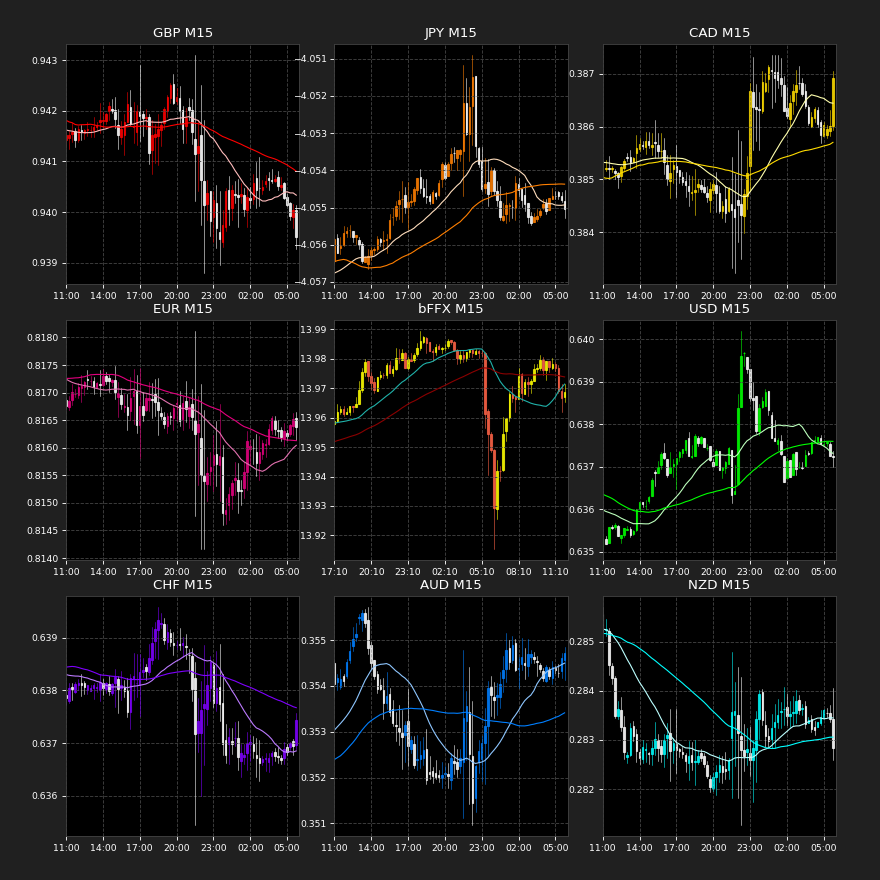 GBP M15
0.943
0.942
0.941
0.940
0.939
11:00 14:00 17:00 20:00 23:00 02:00 05:00
JPY M15
−4.051
−4.052
−4.053
−4.054
−4.055
−4.056
−4.057
11:00 14:00 17:00 20:00 23:00 02:00 05:00
CAD M15
0.387
0.386
0.385
0.384
11:00 14:00 17:00 20:00 23:00 02:00 05:00
EUR M15
0.8180
0.8175
0.8170
0.8165
0.8160
0.8155
0.8150
0.8145
0.8140
11:00 14:00 17:00 20:00 23:00 02:00 05:00
bFFX M15
13.99
13.98
13.97
13.96
13.95
13.94
13.93
13.92
17:10 20:10 23:10 02:10 05:10 08:10 11:10
USD M15
0.640
0.639
0.638
0.637
0.636
0.635
11:00 14:00 17:00 20:00 23:00 02:00 05:00
CHF M15
0.639
0.638
0.637
0.636
11:00 14:00 17:00 20:00 23:00 02:00 05:00
AUD M15
0.355
0.354
0.353
0.352
0.351
11:00 14:00 17:00 20:00 23:00 02:00 05:00
NZD M15
0.285
0.284
0.283
0.282
11:00 14:00 17:00 20:00 23:00 02:00 05:00